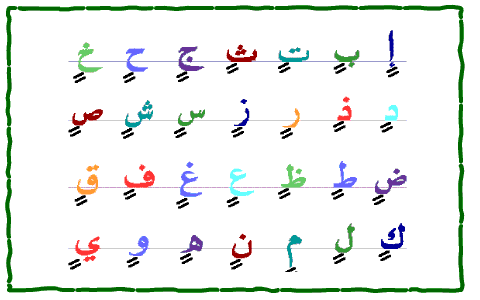 إٍ بٍ تٍ ثٍ جٍ حٍ خٍ
دٍ ذٍ رٍ زٍ سٍ شٍ صٍ
ضٍ طٍ ظٍ عٍ غٍ فٍ قٍ
كٍ لٍ مٍ نٍ هٍ وٍ يٍ